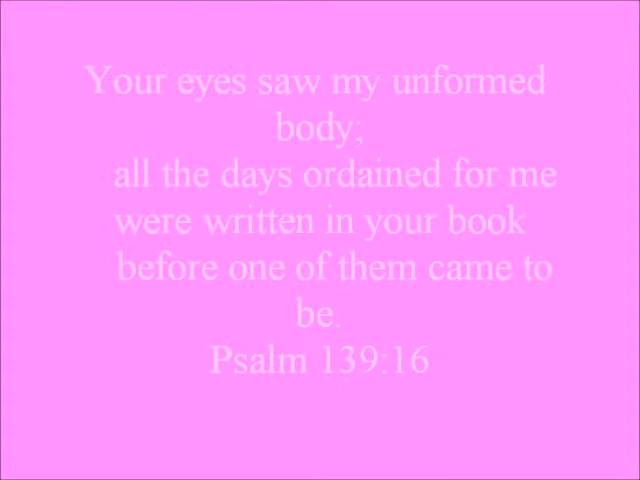 Your eyes saw my unformed
body;
all the days ordained for me
were written in your book
before one of them came to
be.
Psalm 139:16